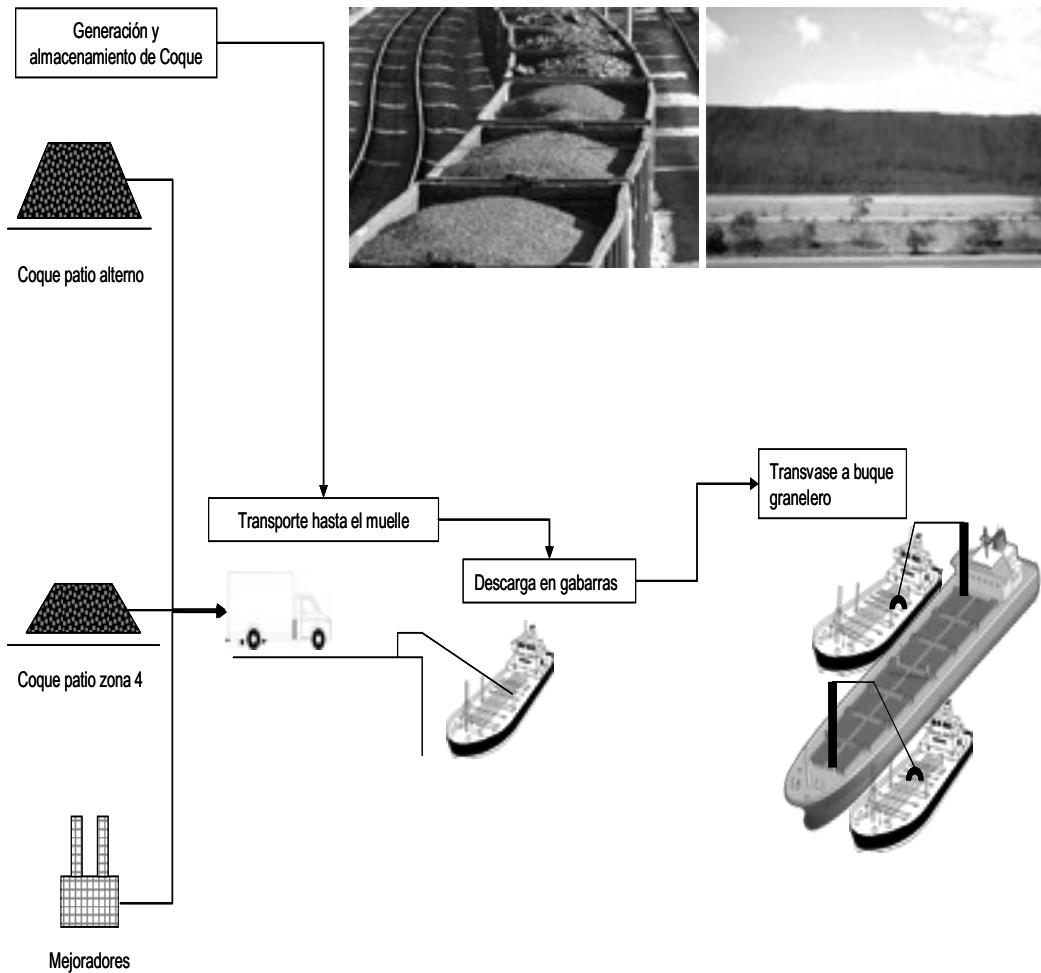 Generación y
almacenamiento de Coque
Coque patio alterno
Transporte hasta el muelle
Descarga en gabarras
Transvase a buque
granelero
Coque patio zona 4
Mejoradores